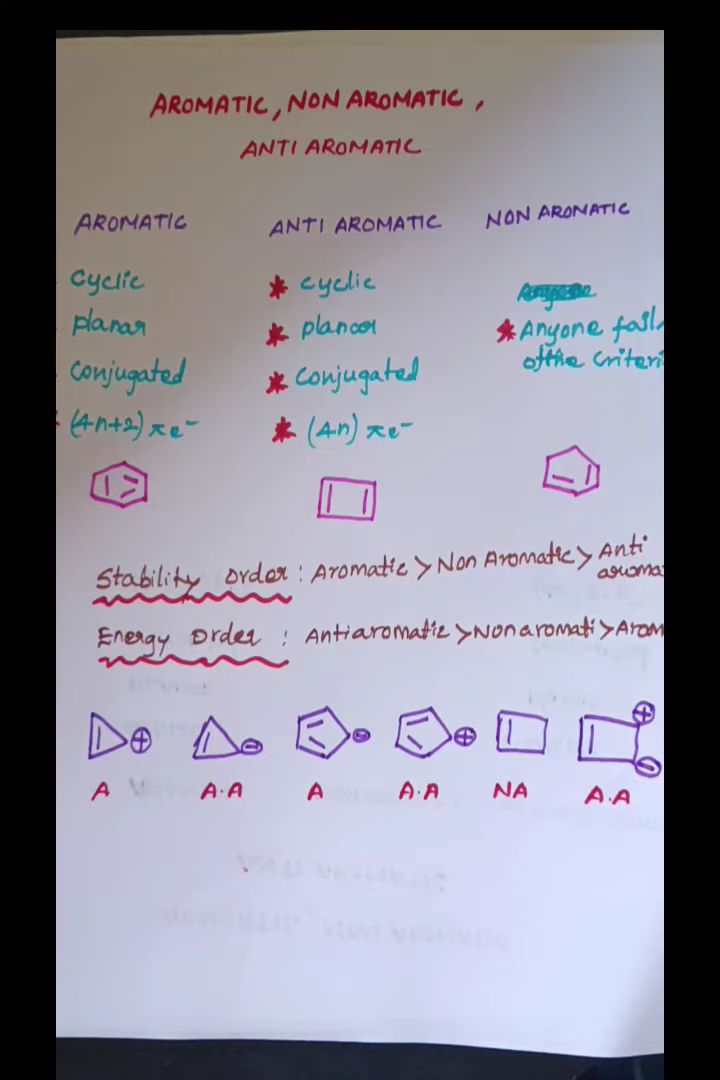 AROMATIC, NON AROMATIC,
ANTI AROMATIC
AROMATIC ANTI AROMATIC NON AROMATIC
Cyclic * cyclic
planar * planar * Anyone fail
Conjugated * Conjugated of the criteri
* (4n+2) πe⁻ * (4n) πe⁻
Stability Order : Aromatic > Non Aromatic > Anti
aroma
Energy Order : Antiaromatic > Nonaromati > Arom
+ - - + + -
A A.A A A.A NA A.A